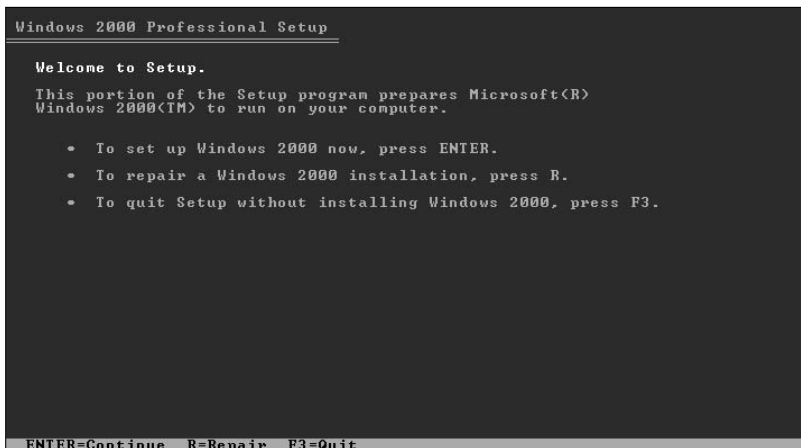 Windows 2000 Professional Setup
Welcome to Setup.
This portion of the Setup program prepares Microsoft(R)
Windows 2000(TM) to run on your computer.
• To set up Windows 2000 now, press ENTER.
• To repair a Windows 2000 installation, press R.
• To quit Setup without installing Windows 2000, press F3.
ENTER=Continue R=Repair F3=Quit